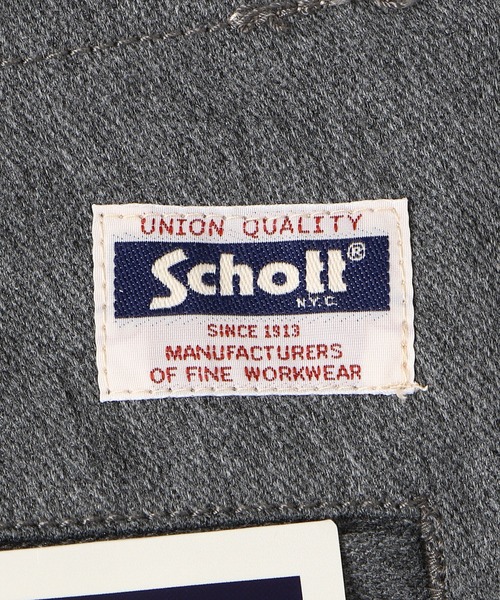 UNION QUALITY
Schott®
N.Y.C.
SINCE 1913
MANUFACTURERS
OF FINE WORKWEAR